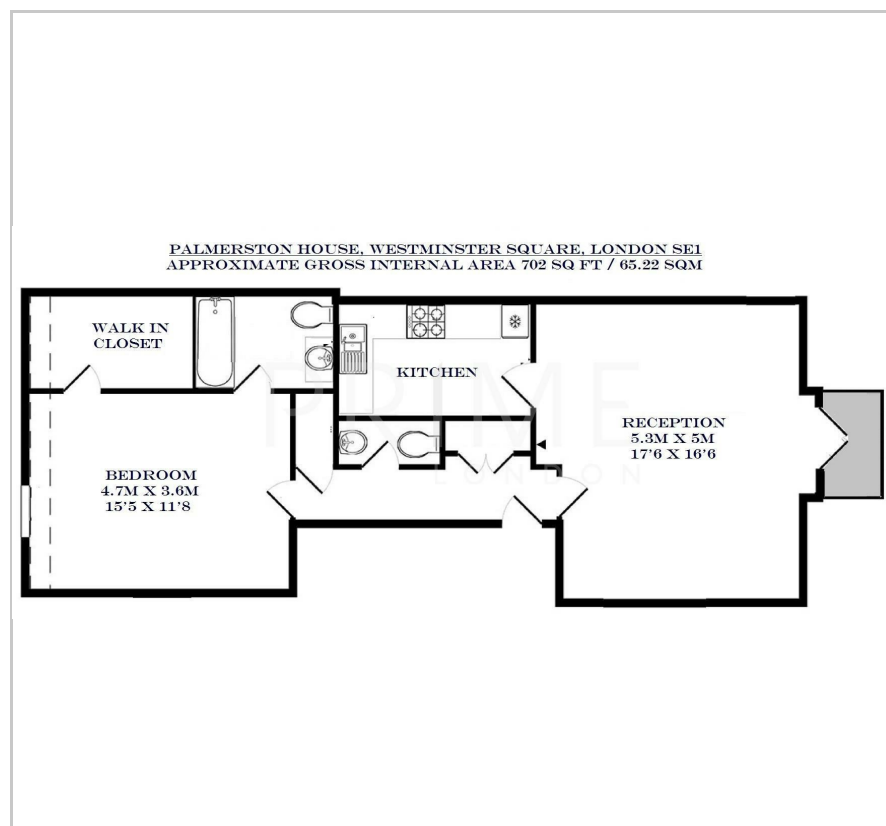 PALMERSTON HOUSE, WESTMINSTER SQUARE, LONDON SE1
APPROXIMATE GROSS INTERNAL AREA 702 SQ FT / 65.22 SQM
WALK IN
CLOSET
KITCHEN
PRIME
LONDON
RECEPTION
5.3M X 5M
17'6 X 16'6
BEDROOM
4.7M X 3.6M
15'5 X 11'8